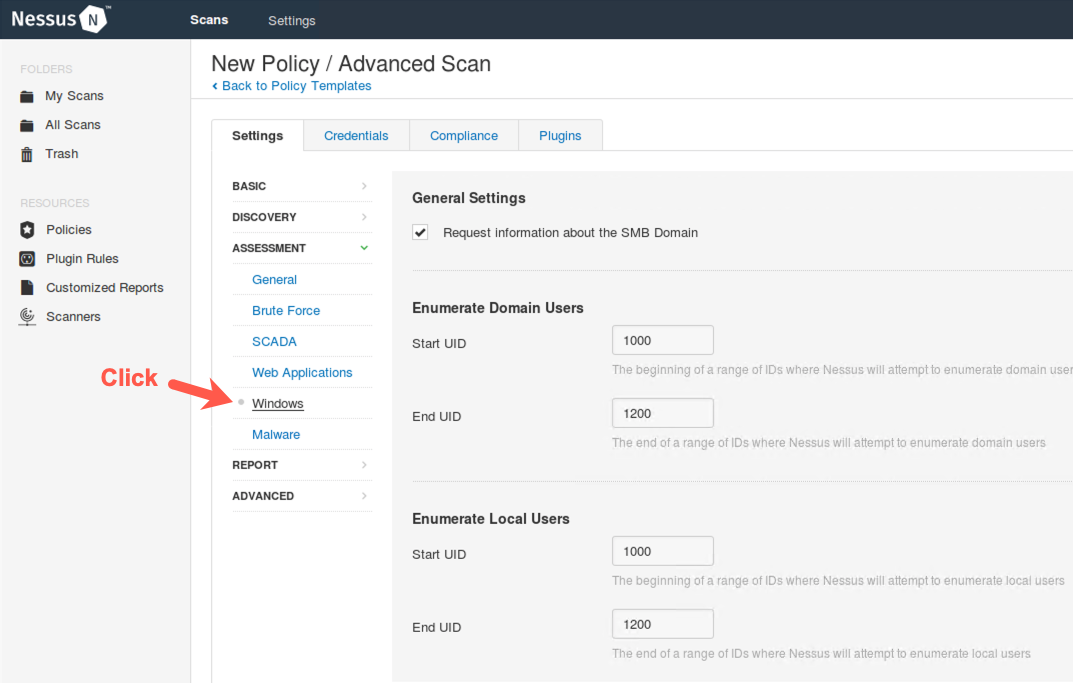 Nessus N ™
Scans
Settings
FOLDERS
My Scans
All Scans
Trash
RESOURCES
Policies
Plugin Rules
Customized Reports
Scanners
New Policy / Advanced Scan
‹ Back to Policy Templates
Settings
Credentials
Compliance
Plugins
BASIC
DISCOVERY
ASSESSMENT
General
Brute Force
SCADA
Web Applications
Click
Windows
Malware
REPORT
ADVANCED
General Settings
Request information about the SMB Domain
Enumerate Domain Users
Start UID
1000
The beginning of a range of IDs where Nessus will attempt to enumerate domain
End UID
1200
The end of a range of IDs where Nessus will attempt to enumerate domain users
Enumerate Local Users
Start UID
1000
The beginning of a range of IDs where Nessus will attempt to enumerate local users
End UID
1200
The end of a range of IDs where Nessus will attempt to enumerate local users